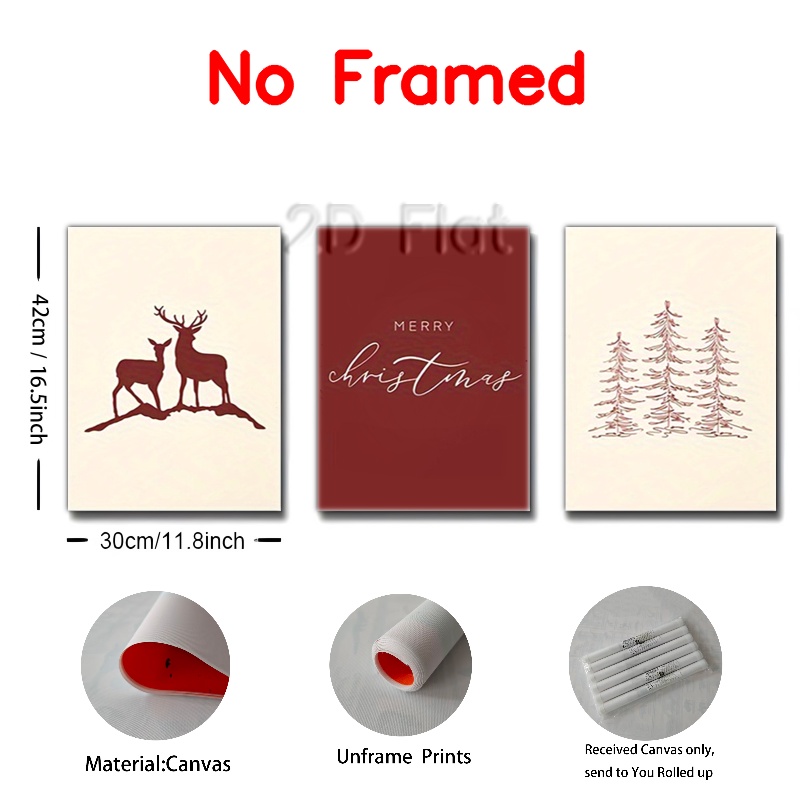 No Framed
2D Flat
42cm / 16.5inch
MERRY
christmas
30cm/11.8inch
Material:Canvas
Unframe Prints
Received Canvas only,
send to You Rolled up